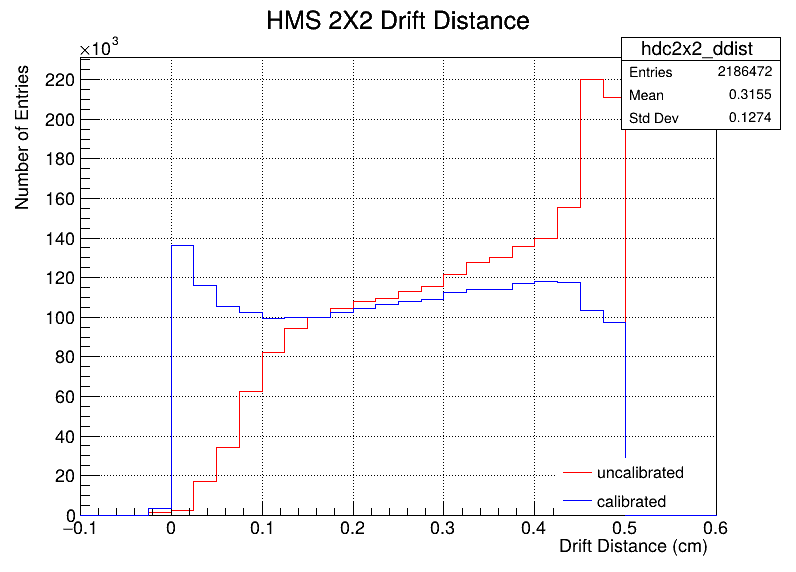 HMS 2X2 Drift Distance
×10³
hdc2x2_ddist
Entries 2186472
Mean 0.3155
Std Dev 0.1274
Number of Entries
220
200
180
160
140
120
100
80
60
40
20
0
uncalibrated
calibrated
−0.1 0 0.1 0.2 0.3 0.4 0.5 0.6
Drift Distance (cm)